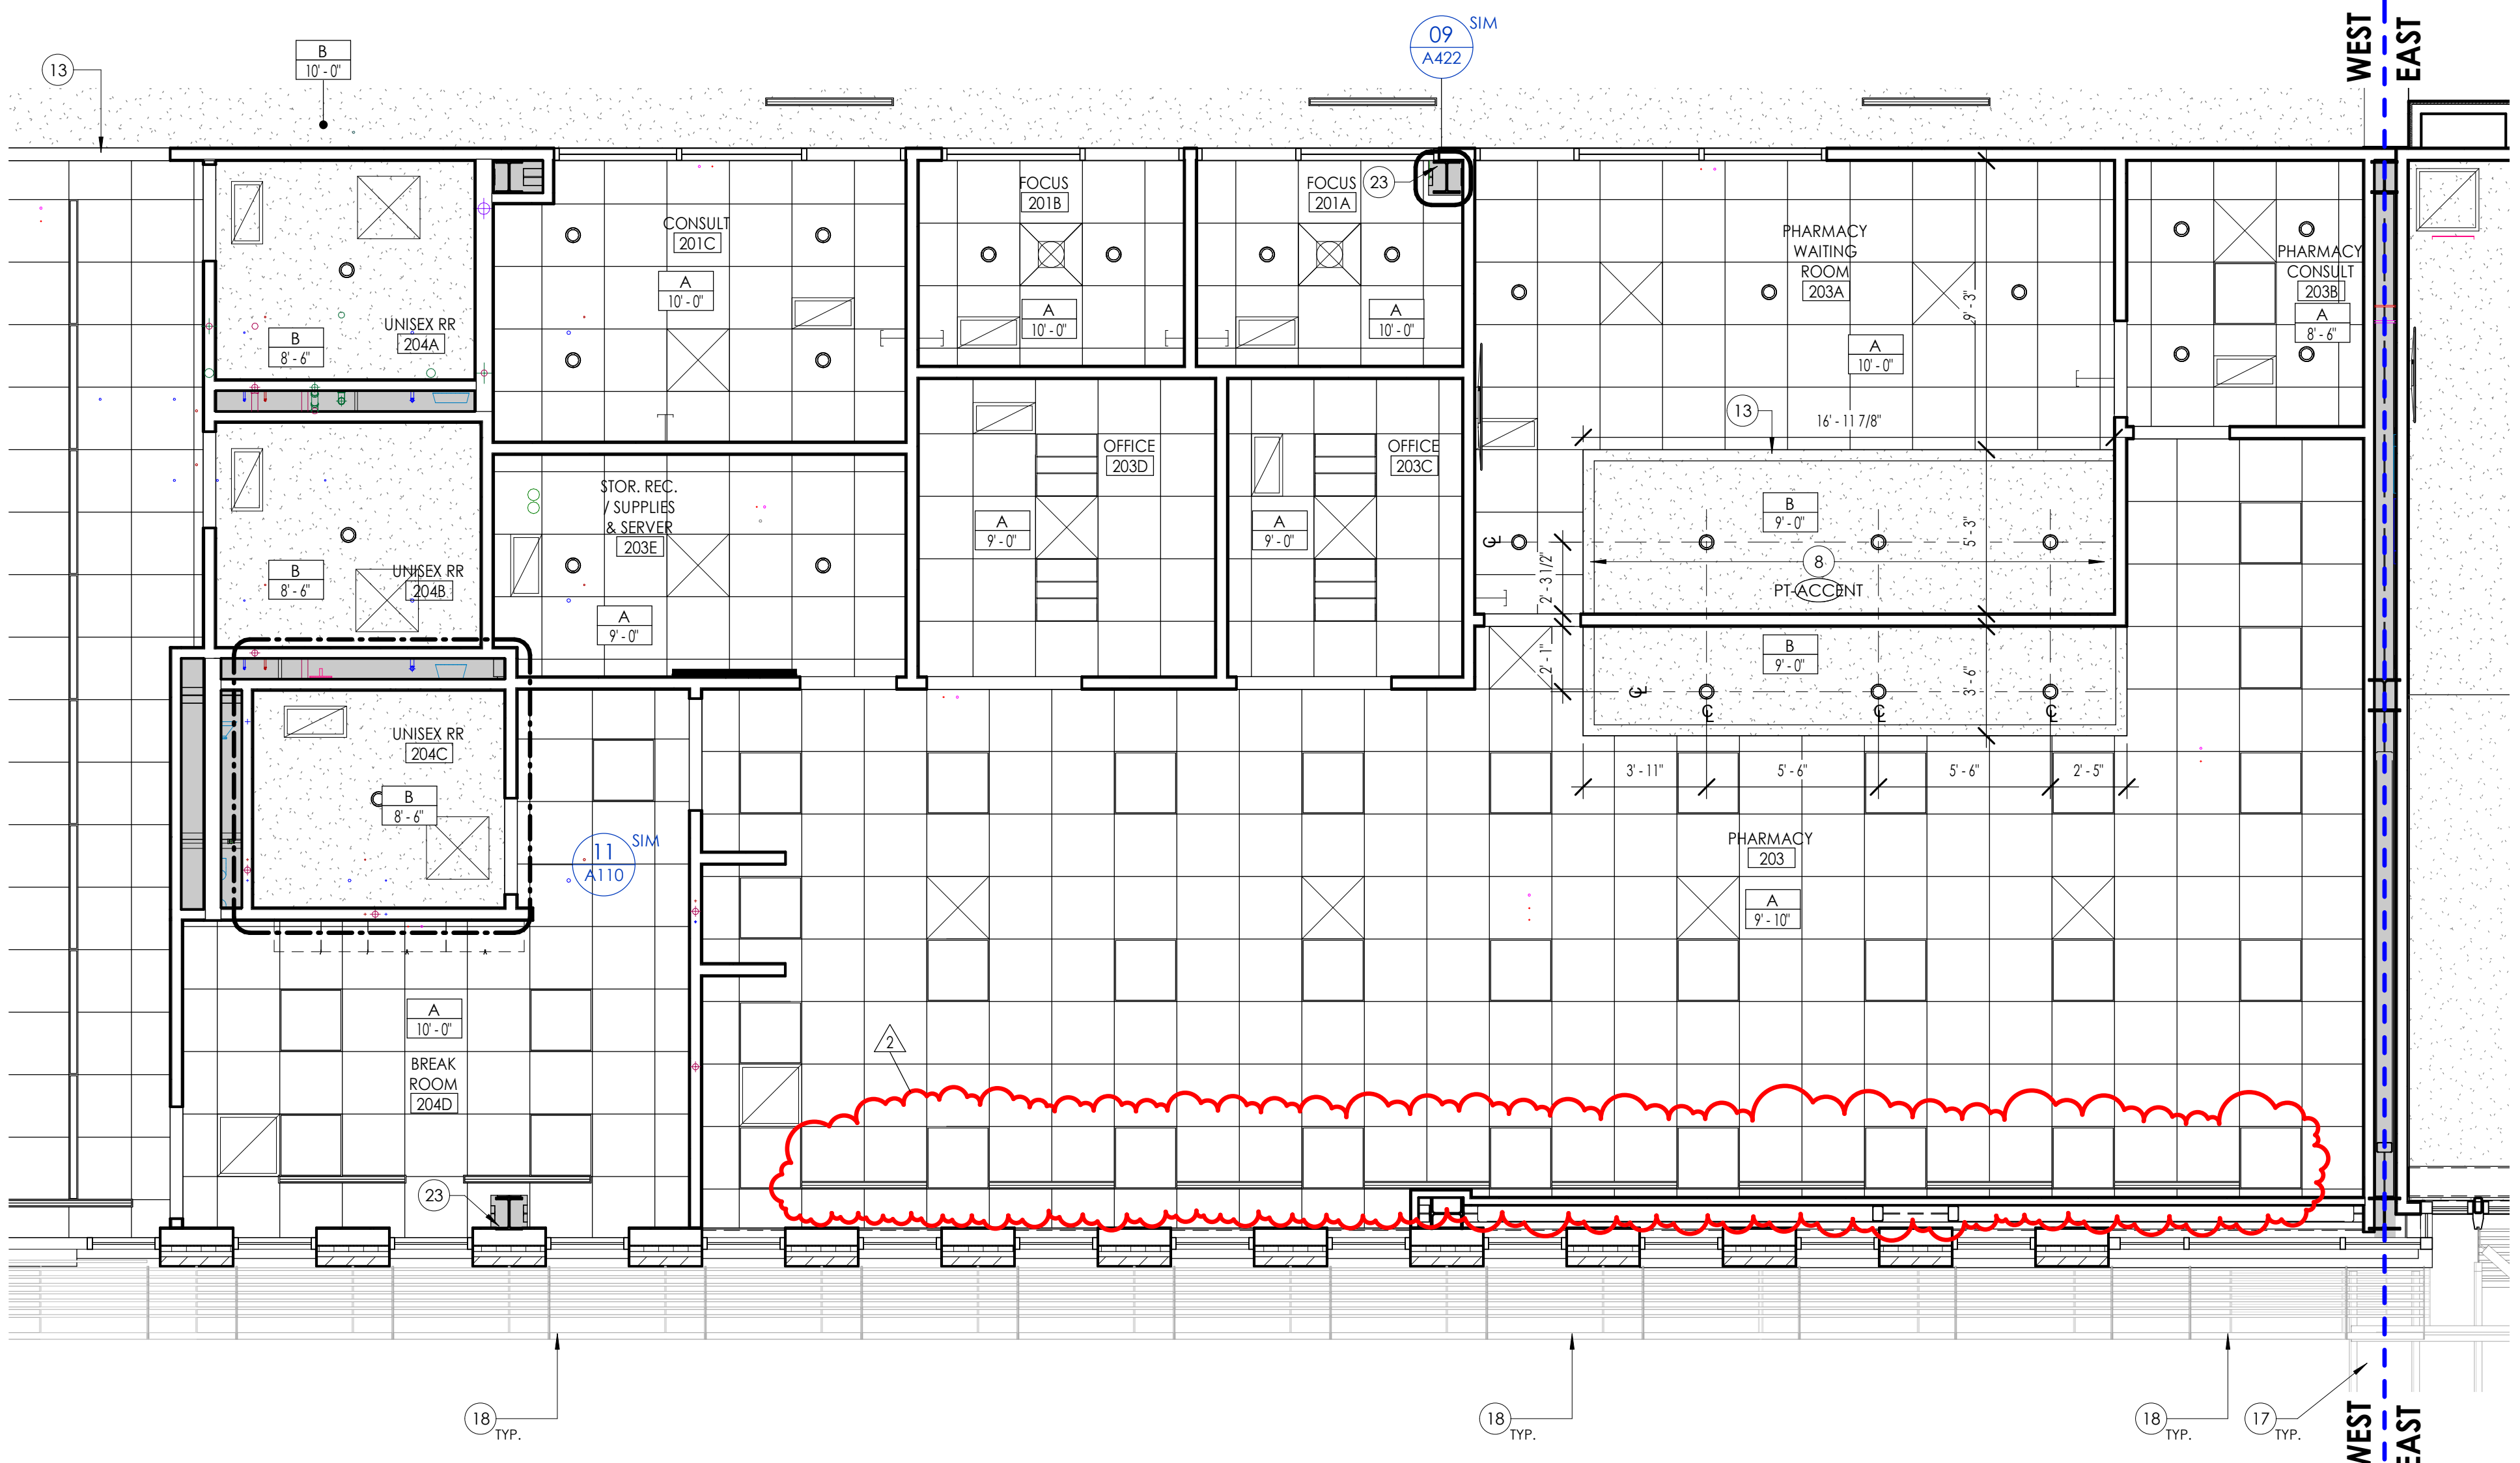 SIM
09
A422
WEST
EAST
B
10' - 0"
13
FOCUS
201B
FOCUS
201A
23
CONSULT
201C
A
10' - 0"
A
10' - 0"
A
10' - 0"
PHARMACY
WAITING
ROOM
203A
A
10' - 0"
9' - 3"
PHARMACY
CONSULT
203B
A
8' - 6"
UNISEX RR
204A
B
8' - 6"
13
16' - 11 7/8"
OFFICE
203D
A
9' - 0"
OFFICE
203C
A
9' - 0"
STOR. REC.
/ SUPPLIES
& SERVER
203E
A
9' - 0"
B
9' - 0"
5' - 3"
8
PT-ACCENT
CL
2' - 3 1/2"
UNISEX RR
204B
B
8' - 6"
B
9' - 0"
2' - 1"
3' - 6"
CL
CL
CL
CL
3' - 11"
5' - 6"
5' - 6"
2' - 5"
UNISEX RR
204C
B
8' - 6"
11
A110
SIM
PHARMACY
203
A
9' - 10"
A
10' - 0"
BREAK
ROOM
204D
2
23
18
TYP.
18
TYP.
18
TYP.
17
TYP.
WEST
EAST